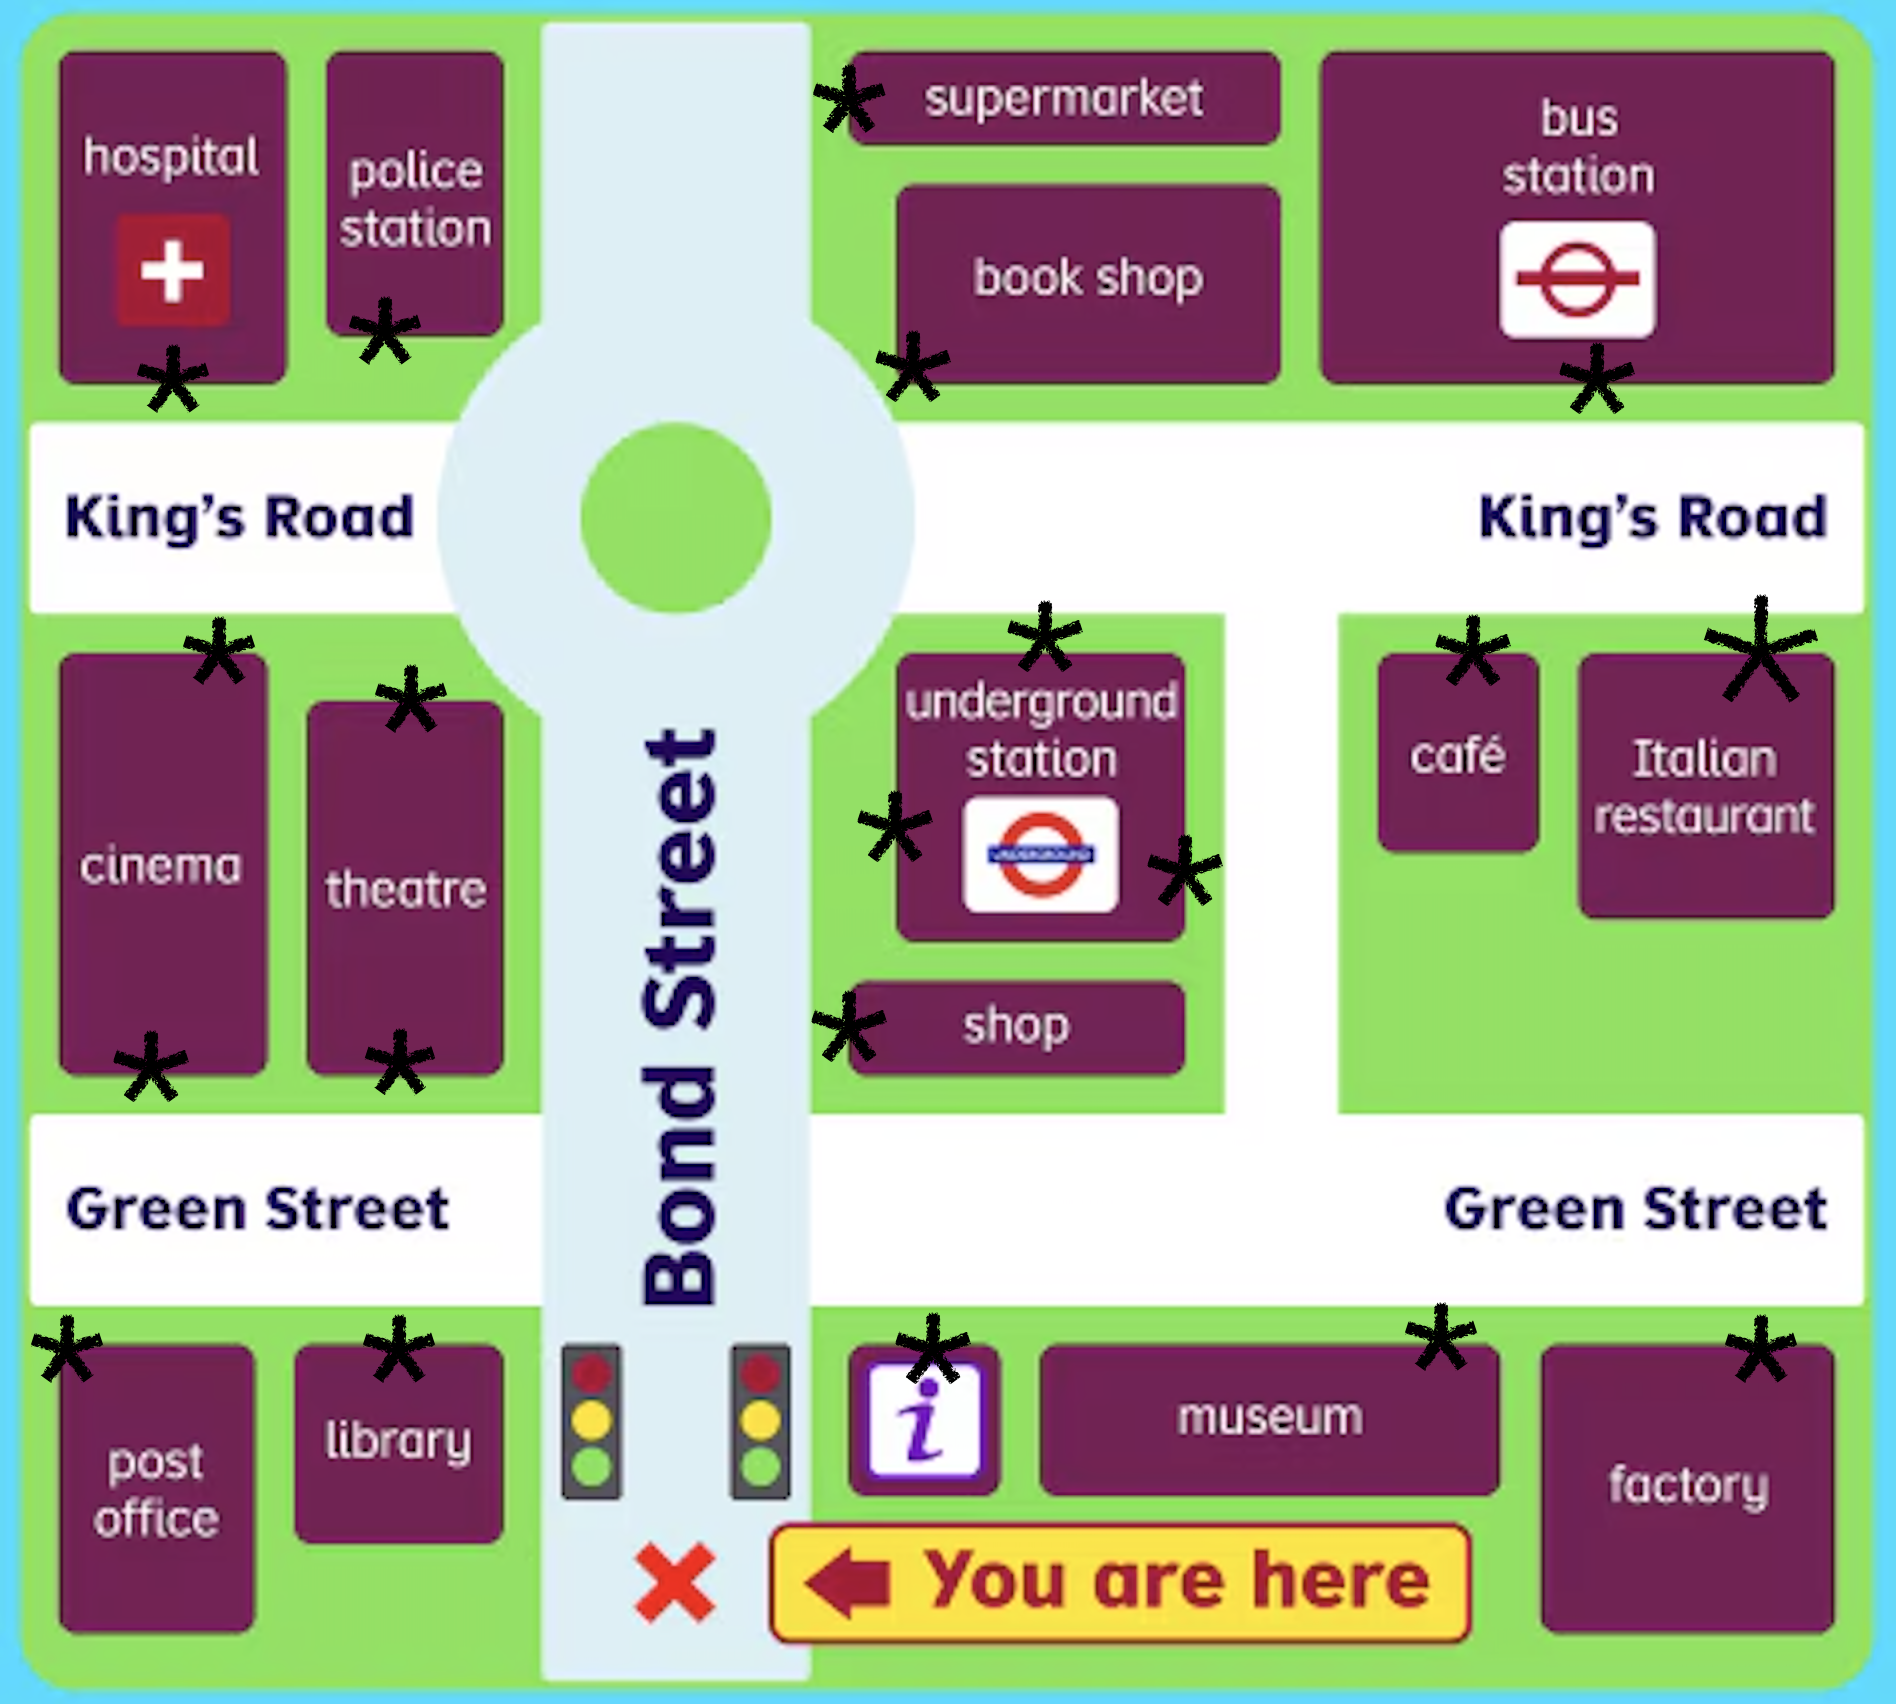 hospital
police
station
supermarket
bus
station
book shop
King's Road
King's Road
cinema
theatre
Bond Street
underground
station
UNDERGROUND
shop
café
Italian
restaurant
Green Street
Green Street
post
office
library
i
museum
factory
You are here